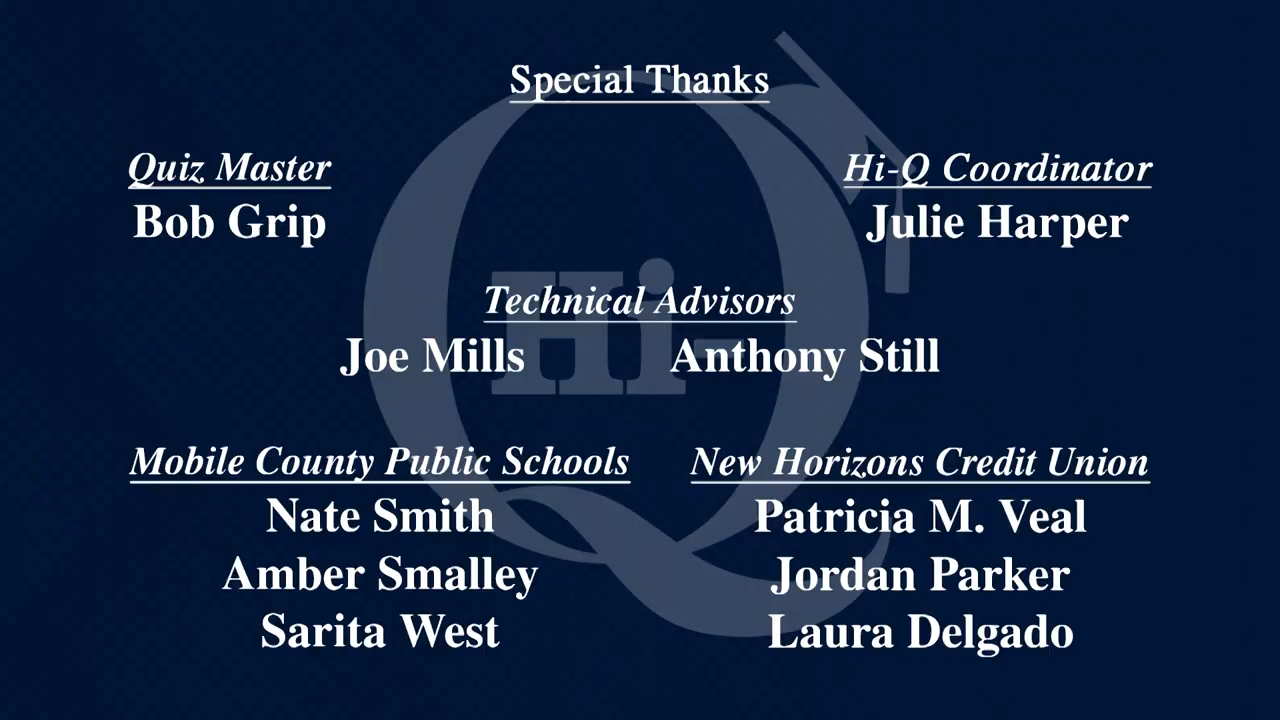 Special Thanks
Quiz Master
Bob Grip
Hi-Q Coordinator
Julie Harper
Technical Advisors
Joe Mills Anthony Still
Mobile County Public Schools
Nate Smith
Amber Smalley
Sarita West
New Horizons Credit Union
Patricia M. Veal
Jordan Parker
Laura Delgado
Hi-Q